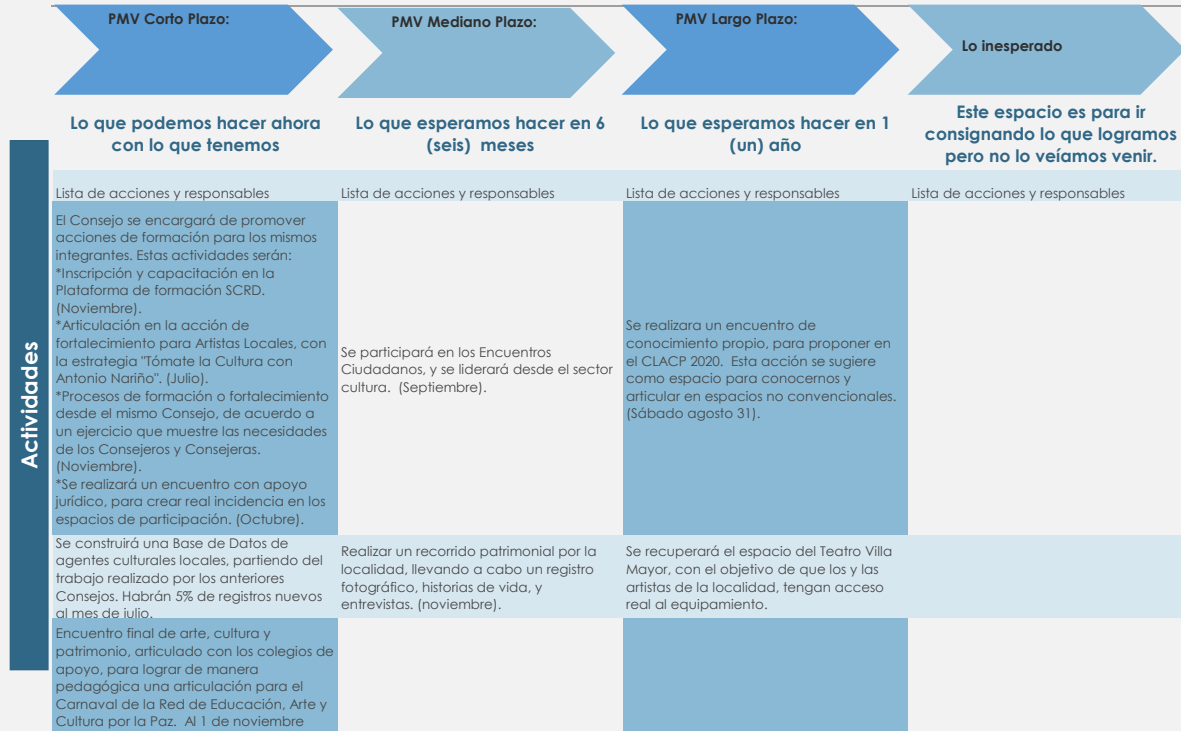 PMV Corto Plazo:
PMV Mediano Plazo:
PMV Largo Plazo:
Lo inesperado
Lo que podemos hacer ahora
con lo que tenemos
Lo que esperamos hacer en 6
(seis) meses
Lo que esperamos hacer en 1
(un) año
Este espacio es para ir
consignando lo que logramos
pero no lo veíamos venir.
Actividades
Lista de acciones y responsables
Lista de acciones y responsables
Lista de acciones y responsables
Lista de acciones y responsables
El Consejo se encargará de promover
acciones de formación para los mismos
integrantes. Estas actividades serán:
*Inscripción y capacitación en la
Plataforma de formación SCRD.
(Noviembre).
*Articulación en la acción de
fortalecimiento para Artistas Locales, con
la estrategia "Tómate la Cultura con
Antonio Nariño". (Julio).
*Procesos de formación o fortalecimiento
desde el mismo Consejo, de acuerdo a
un ejercicio que muestre las necesidades
de los Consejeros y Consejeras.
(Noviembre).
*Se realizará un encuentro con apoyo
jurídico, para crear real incidencia en los
espacios de participación. (Octubre).
Se participará en los Encuentros
Ciudadanos, y se liderará desde el sector
cultura.  (Septiembre).
Se realizara un encuentro de
conocimiento propio, para proponer en
el CLACP 2020.  Esta acción se sugiere
como espacio para conocernos y
articular en espacios no convencionales.
(Sábado agosto 31).
Se construirá una Base de Datos de
agentes culturales locales, partiendo del
trabajo realizado por los anteriores
Consejos. Habrán 5% de registros nuevos
al mes de julio.
Realizar un recorrido patrimonial por la
localidad, llevando a cabo un registro
fotográfico, historias de vida, y
entrevistas. (noviembre).
Se recuperará el espacio del Teatro Villa
Mayor, con el objetivo de que los y las
artistas de la localidad, tengan acceso
real al equipamiento.
Encuentro final de arte, cultura y
patrimonio, articulado con los colegios de
apoyo, para lograr de manera
pedagógica una articulación para el
Carnaval de la Red de Educación, Arte y
Cultura por la Paz.  Al 1 de noviembre